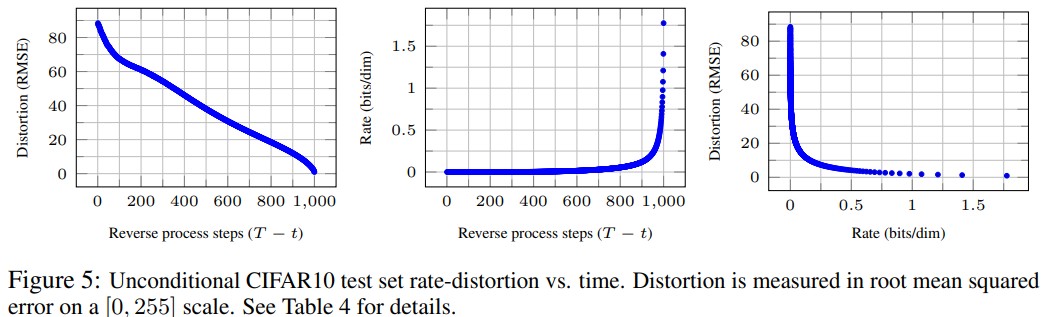 Distortion (RMSE)
80
60
40
20
0
0 200 400 600 800 1,000
Reverse process steps (T − t)
Rate (bits/dim)
1.5
1
0.5
0
0 200 400 600 800 1,000
Reverse process steps (T − t)
Distortion (RMSE)
80
60
40
20
0
0 0.5 1 1.5
Rate (bits/dim)
Figure 5: Unconditional CIFAR10 test set rate-distortion vs. time. Distortion is measured in root mean squared
error on a [0, 255] scale. See Table 4 for details.